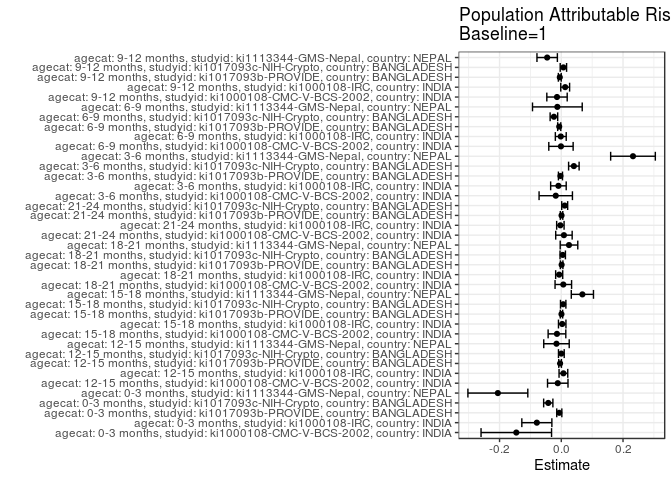 Population Attributable Ris
Baseline=1
agecat: 9-12 months, studyid: ki1113344-GMS-Nepal, country: NEPAL
agecat: 9-12 months, studyid: ki1017093c-NIH-Crypto, country: BANGLADESH
agecat: 9-12 months, studyid: ki1017093b-PROVIDE, country: BANGLADESH
agecat: 9-12 months, studyid: ki1000108-IRC, country: INDIA
agecat: 9-12 months, studyid: ki1000108-CMC-V-BCS-2002, country: INDIA
agecat: 6-9 months, studyid: ki1113344-GMS-Nepal, country: NEPAL
agecat: 6-9 months, studyid: ki1017093c-NIH-Crypto, country: BANGLADESH
agecat: 6-9 months, studyid: ki1017093b-PROVIDE, country: BANGLADESH
agecat: 6-9 months, studyid: ki1000108-IRC, country: INDIA
agecat: 6-9 months, studyid: ki1000108-CMC-V-BCS-2002, country: INDIA
agecat: 3-6 months, studyid: ki1113344-GMS-Nepal, country: NEPAL
agecat: 3-6 months, studyid: ki1017093c-NIH-Crypto, country: BANGLADESH
agecat: 3-6 months, studyid: ki1017093b-PROVIDE, country: BANGLADESH
agecat: 3-6 months, studyid: ki1000108-IRC, country: INDIA
agecat: 3-6 months, studyid: ki1000108-CMC-V-BCS-2002, country: INDIA
agecat: 21-24 months, studyid: ki1017093c-NIH-Crypto, country: BANGLADESH
agecat: 21-24 months, studyid: ki1017093b-PROVIDE, country: BANGLADESH
agecat: 21-24 months, studyid: ki1000108-IRC, country: INDIA
agecat: 21-24 months, studyid: ki1000108-CMC-V-BCS-2002, country: INDIA
agecat: 18-21 months, studyid: ki1113344-GMS-Nepal, country: NEPAL
agecat: 18-21 months, studyid: ki1017093c-NIH-Crypto, country: BANGLADESH
agecat: 18-21 months, studyid: ki1017093b-PROVIDE, country: BANGLADESH
agecat: 18-21 months, studyid: ki1000108-IRC, country: INDIA
agecat: 18-21 months, studyid: ki1000108-CMC-V-BCS-2002, country: INDIA
agecat: 15-18 months, studyid: ki1113344-GMS-Nepal, country: NEPAL
agecat: 15-18 months, studyid: ki1017093c-NIH-Crypto, country: BANGLADESH
agecat: 15-18 months, studyid: ki1017093b-PROVIDE, country: BANGLADESH
agecat: 15-18 months, studyid: ki1000108-IRC, country: INDIA
agecat: 15-18 months, studyid: ki1000108-CMC-V-BCS-2002, country: INDIA
agecat: 12-15 months, studyid: ki1113344-GMS-Nepal, country: NEPAL
agecat: 12-15 months, studyid: ki1017093c-NIH-Crypto, country: BANGLADESH
agecat: 12-15 months, studyid: ki1017093b-PROVIDE, country: BANGLADESH
agecat: 12-15 months, studyid: ki1000108-IRC, country: INDIA
agecat: 12-15 months, studyid: ki1000108-CMC-V-BCS-2002, country: INDIA
agecat: 0-3 months, studyid: ki1113344-GMS-Nepal, country: NEPAL
agecat: 0-3 months, studyid: ki1017093c-NIH-Crypto, country: BANGLADESH
agecat: 0-3 months, studyid: ki1017093b-PROVIDE, country: BANGLADESH
agecat: 0-3 months, studyid: ki1000108-IRC, country: INDIA
agecat: 0-3 months, studyid: ki1000108-CMC-V-BCS-2002, country: INDIA
-0.2 0.0 0.2
Estimate